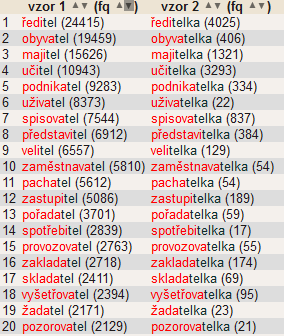 vzor 1 (fq) vzor 2 (fq)
1 ředitel (24415) ředitelka (4025)
2 obyvatel (19459) obyvatelka (406)
3 majitel (15626) majitelka (1321)
4 učitel (10943) učitelka (3293)
5 podnikatel (9283) podnikatelka (334)
6 uživatel (8373) uživatelka (22)
7 spisovatel (7544) spisovatelka (837)
8 představitel (6912) představitelka (384)
9 velitel (6557) velitelka (129)
10 zaměstnavatel (5810) zaměstnavatelka (54)
11 pachatel (5612) pachatelka (54)
12 zastupitel (5086) zastupitelka (189)
13 pořadatel (3701) pořadatelka (59)
14 spotřebitel (2839) spotřebitelka (17)
15 provozovatel (2763) provozovatelka (55)
16 zakladatel (2718) zakladatelka (174)
17 skladatel (2411) skladatelka (69)
18 vyšetřovatel (2394) vyšetřovatelka (95)
19 žadatel (2171) žadatelka (23)
20 pozorovatel (2129) pozorovatelka (21)